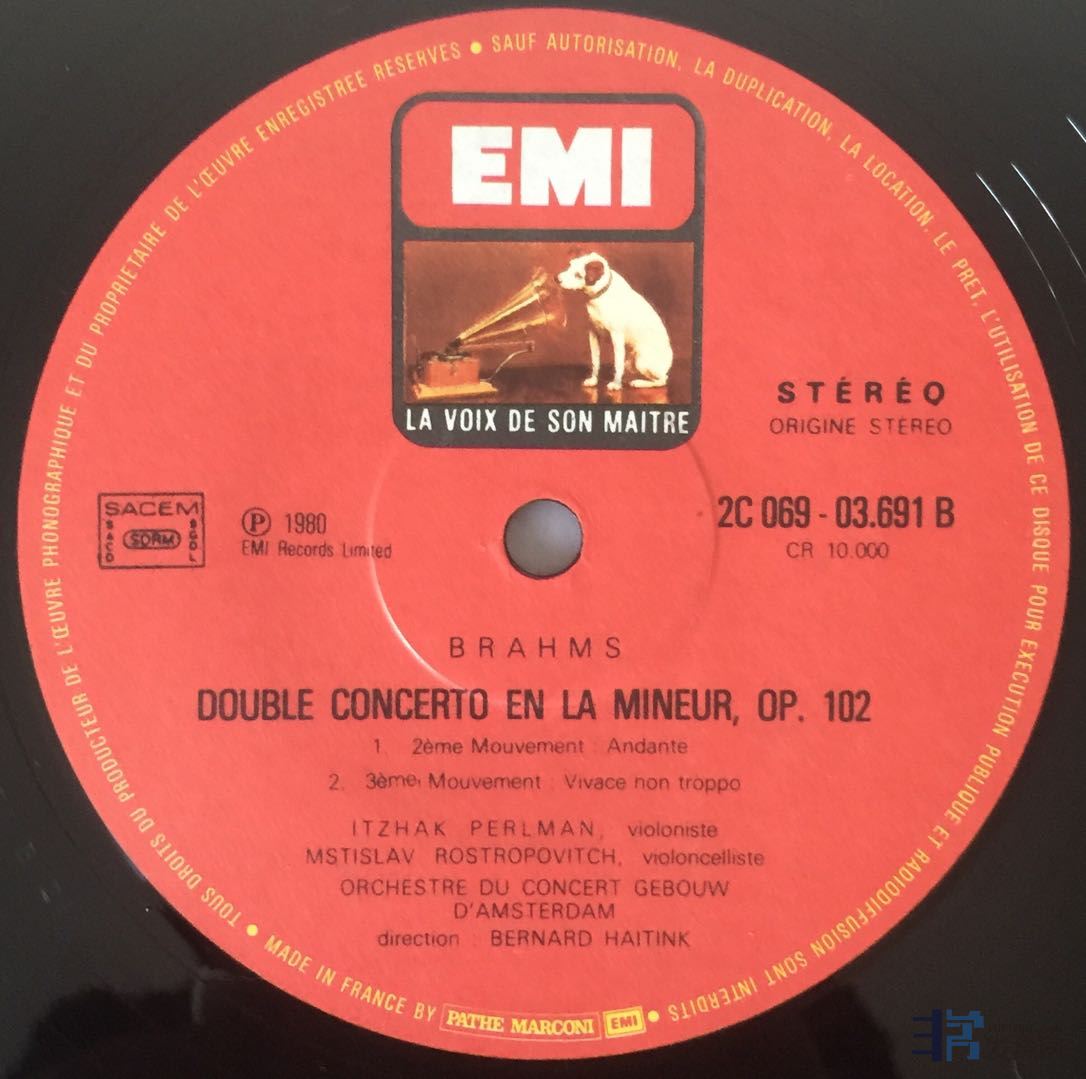 TOUS DROITS DU PRODUCTEUR DE L'ŒUVRE PHONOGRAPHIQUE ET DU PROPRIETAIRE DE L'ŒUVRE ENREGISTREE RESERVES • SAUF AUTORISATION, LA DUPLICATION, LA LOCATION, LE PRET, L'UTILISATION DE CE DISQUE POUR EXECUTION PUBLIQUE ET RADIODIFFUSION SONT INTERDITS •
EMI
LA VOIX DE SON MAITRE
STÉRÉO
ORIGINE STEREO
SACEM
SACD
SDRM
SGDL
℗ 1980
EMI Records Limited
2C 069 - 03.691 B
CR 10.000
BRAHMS
DOUBLE CONCERTO EN LA MINEUR, OP. 102
1. 2ème Mouvement : Andante
2. 3ème Mouvement : Vivace non troppo
ITZHAK PERLMAN, violoniste
MSTISLAV ROSTROPOVITCH, violoncelliste
ORCHESTRE DU CONCERT GEBOUW
D'AMSTERDAM
direction : BERNARD HAITINK
• MADE IN FRANCE BY PATHE MARCONI EMI